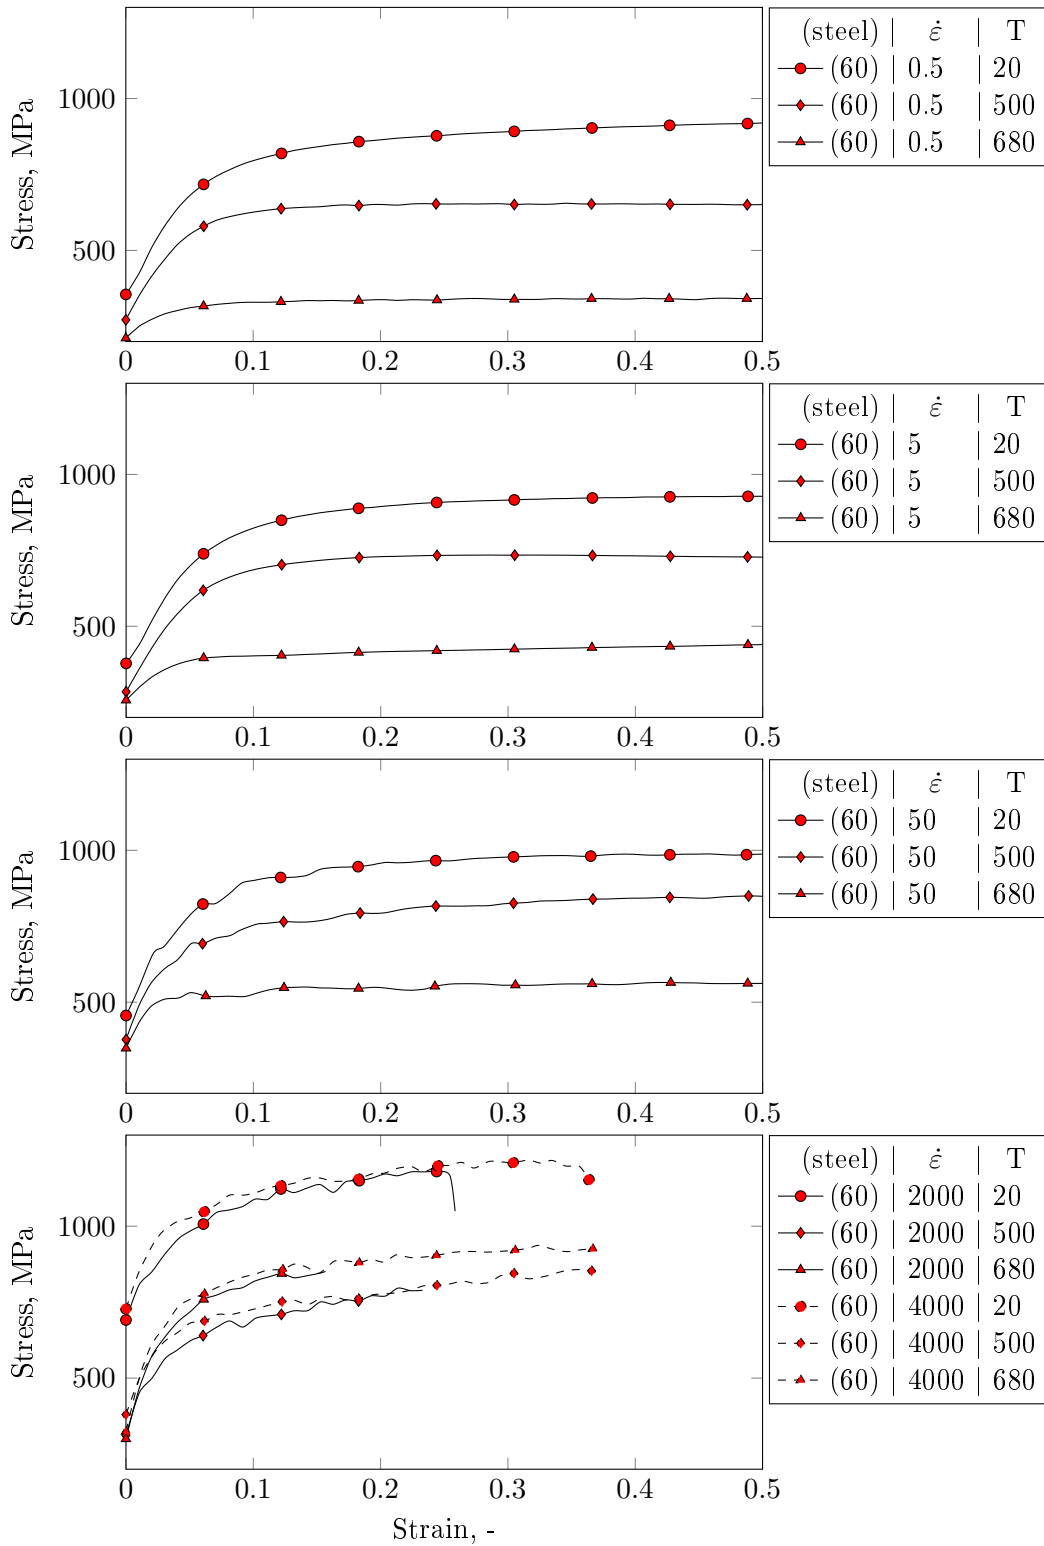 Stress, MPa
1000
500
0 0.1 0.2 0.3 0.4 0.5
(steel) | ε̇ | T
(60) | 0.5 | 20
(60) | 0.5 | 500
(60) | 0.5 | 680
Stress, MPa
1000
500
0 0.1 0.2 0.3 0.4 0.5
(steel) | ε̇ | T
(60) | 5 | 20
(60) | 5 | 500
(60) | 5 | 680
Stress, MPa
1000
500
0 0.1 0.2 0.3 0.4 0.5
(steel) | ε̇ | T
(60) | 50 | 20
(60) | 50 | 500
(60) | 50 | 680
Stress, MPa
1000
500
0 0.1 0.2 0.3 0.4 0.5
Strain, -
(steel) | ε̇ | T
(60) | 2000 | 20
(60) | 2000 | 500
(60) | 2000 | 680
(60) | 4000 | 20
(60) | 4000 | 500
(60) | 4000 | 680